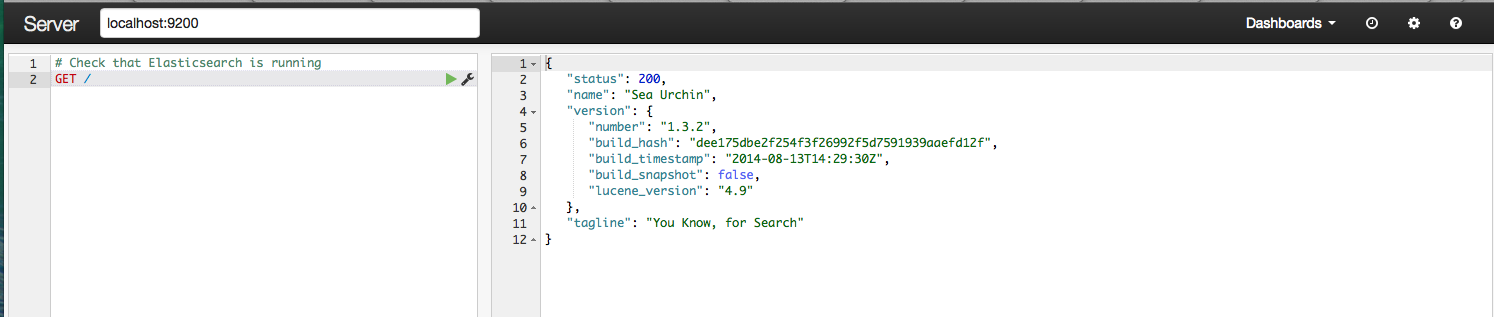 Server localhost:9200 Dashboards
1 # Check that Elasticsearch is running
2 GET /
1 {
2 "status": 200,
3 "name": "Sea Urchin",
4 "version": {
5 "number": "1.3.2",
6 "build_hash": "dee175dbe2f254f3f26992f5d7591939aaefd12f",
7 "build_timestamp": "2014-08-13T14:29:30Z",
8 "build_snapshot": false,
9 "lucene_version": "4.9"
10 },
11 "tagline": "You Know, for Search"
12 }